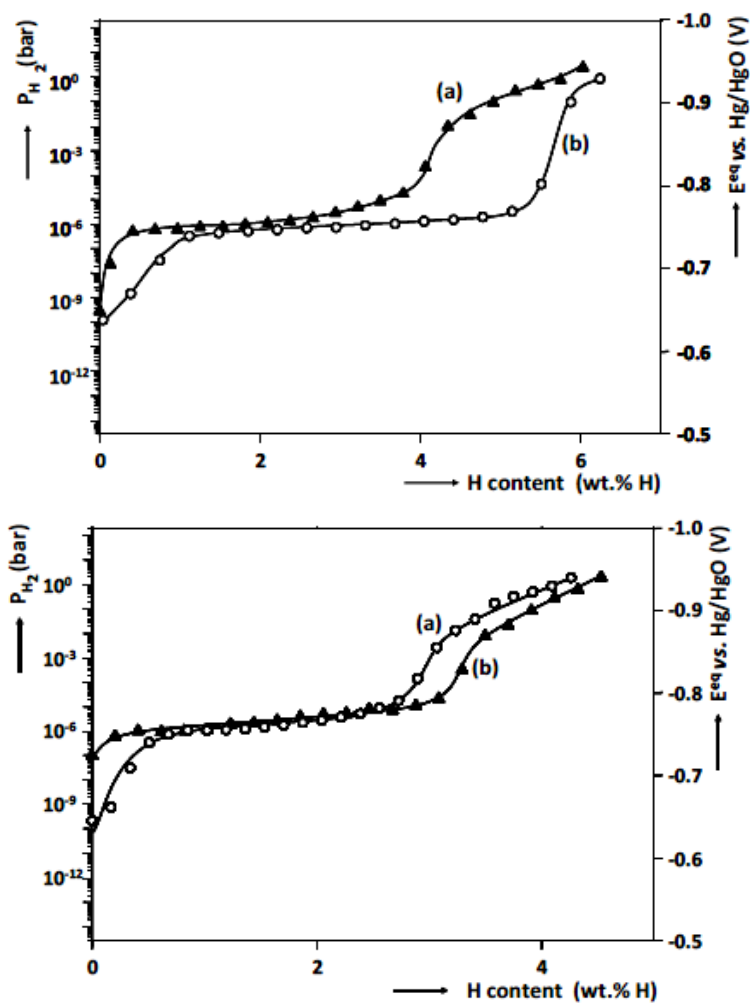 P_H2 (bar)
10^0
10^-3
10^-6
10^-9
10^-12
-1.0
-0.9
-0.8
-0.7
-0.6
-0.5
E^eq vs. Hg/HgO (V)
(a)
(b)
0 2 4 6
H content (wt.% H)
P_H2 (bar)
10^0
10^-3
10^-6
10^-9
10^-12
-1.0
-0.9
-0.8
-0.7
-0.6
-0.5
E^eq vs. Hg/HgO (V)
(a)
(b)
0 2 4
H content (wt.% H)